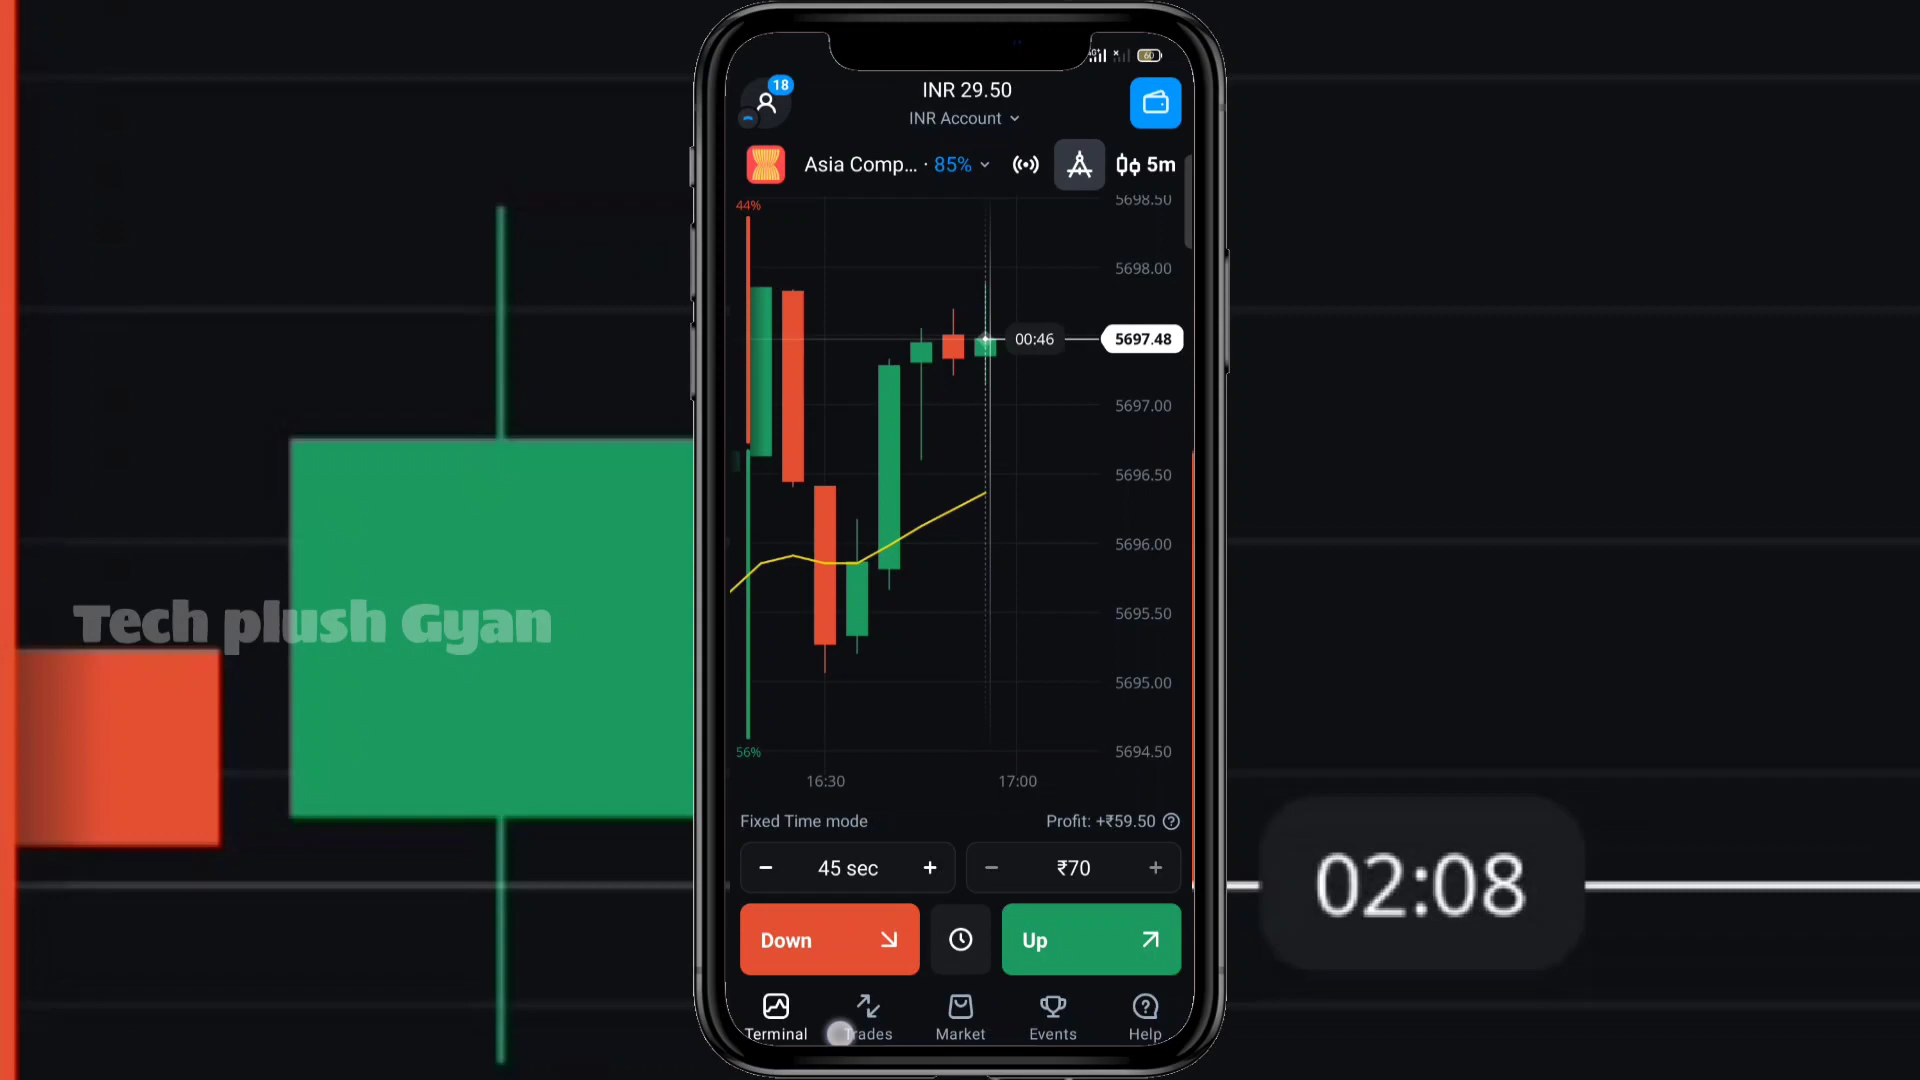 60
18
INR 29.50
INR Account
Asia Comp... · 85%
5m
44%
5698.50
5698.00
00:46
5697.48
5697.00
5696.50
5696.00
5695.50
5695.00
5694.50
56%
16:30
17:00
Tech plush Gyan
Fixed Time mode
Profit: +₹59.50
− 45 sec +
− ₹70 +
02:08
Down
Up
Terminal
Trades
Market
Events
Help